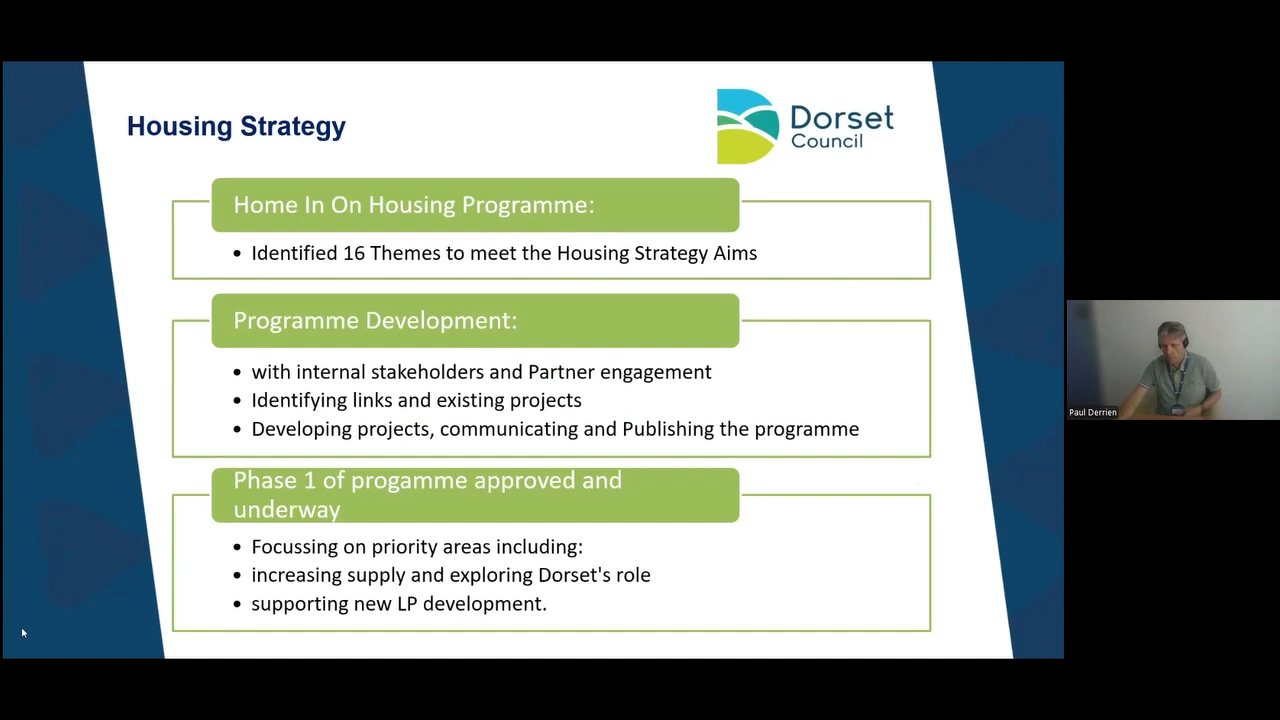 Housing Strategy
Dorset
Council
Home In On Housing Programme:
• Identified 16 Themes to meet the Housing Strategy Aims
Programme Development:
• with internal stakeholders and Partner engagement
• Identifying links and existing projects
• Developing projects, communicating and Publishing the programme
Phase 1 of progamme approved and
underway
• Focussing on priority areas including:
• increasing supply and exploring Dorset's role
• supporting new LP development.
Paul Derrien